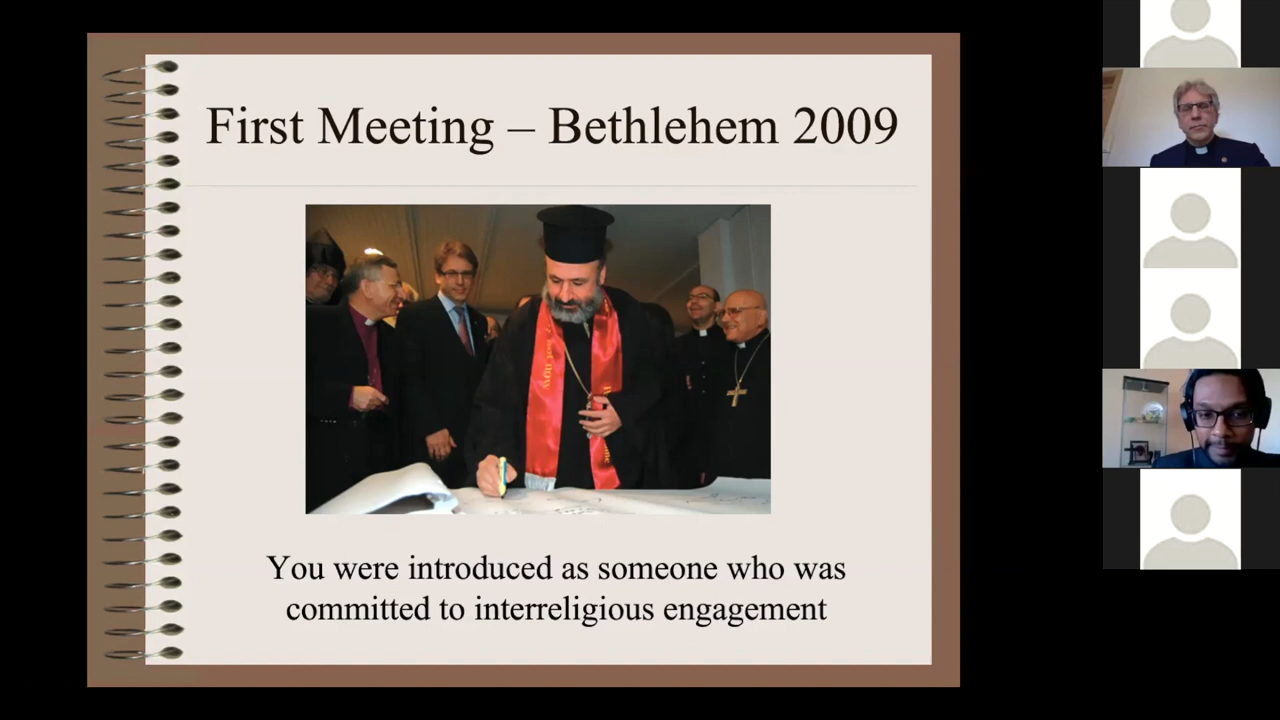 First Meeting – Bethlehem 2009
You were introduced as someone who was
committed to interreligious engagement